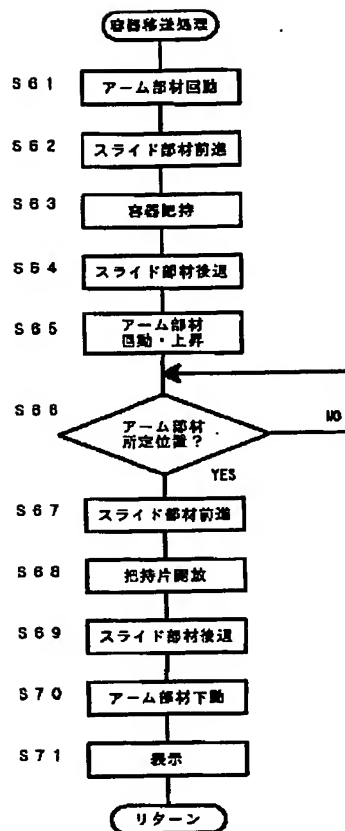 容器移送処理
S61
アーム部材回動
S62
スライド部材前進
S63
容器把持
S64
スライド部材後退
S65
アーム部材
回動・上昇
S66
アーム部材
所定位置?
NO
YES
S67
スライド部材前進
S68
把持片開放
S69
スライド部材後退
S70
アーム部材下動
S71
表示
リターン